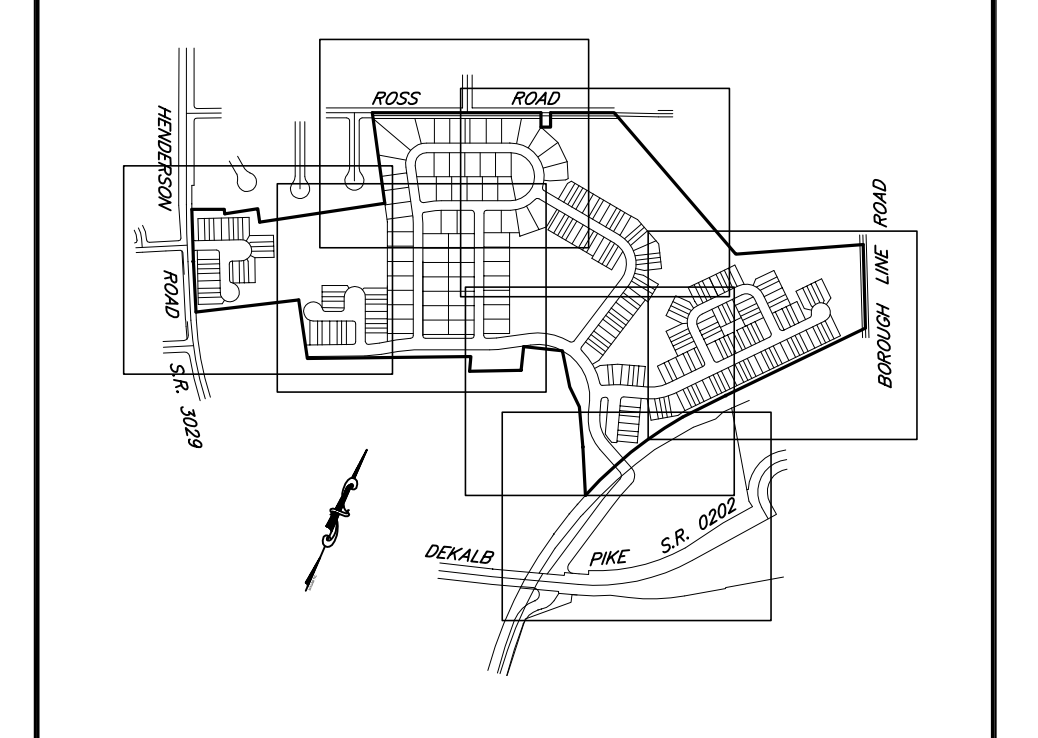 ROSS ROAD
HENDERSON
ROAD
S.R. 3029
BOROUGH LINE ROAD
DEKALB PIKE S.R. 0202